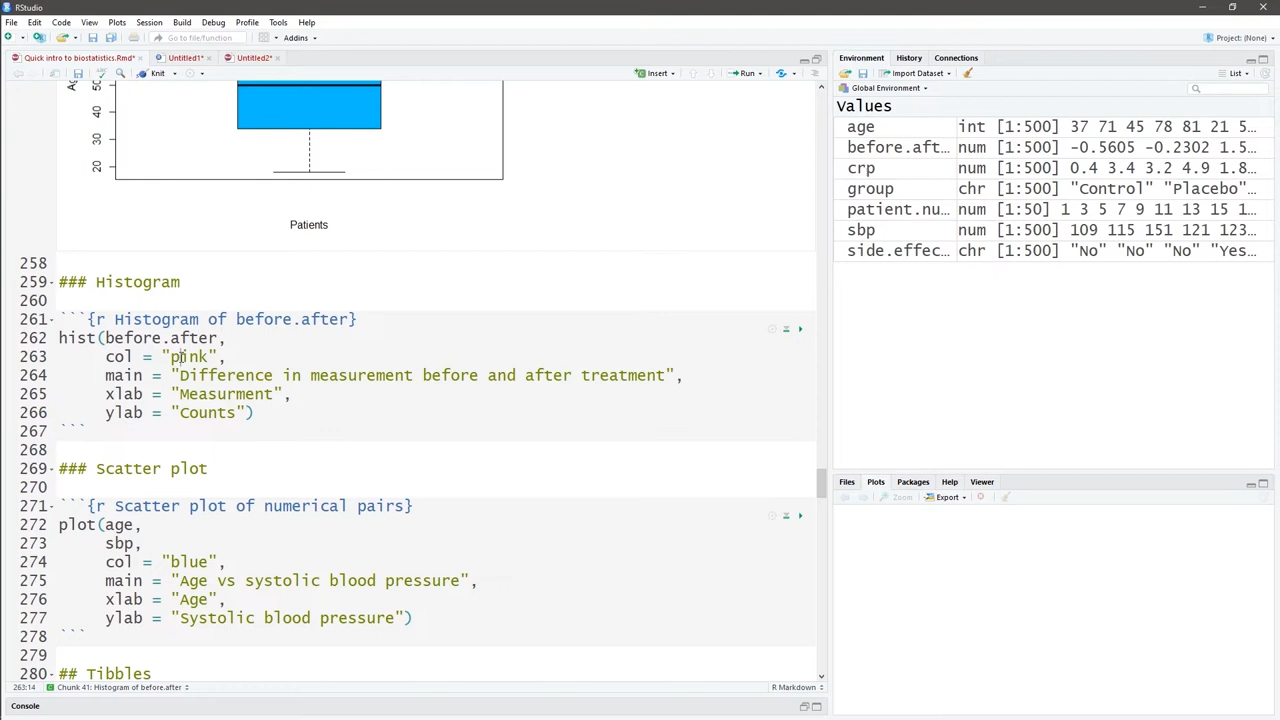 RStudio
File Edit Code View Plots Session Build Debug Profile Tools Help
Go to file/function Addins Project: (None)
Quick intro to biostatistics.Rmd* Untitled1* Untitled2*
Knit Insert Run
50
40
30
20
Patients
258
259 ### Histogram
260
261 ```{r Histogram of before.after}
262 hist(before.after,
263 col = "pink",
264 main = "Difference in measurement before and after treatment",
265 xlab = "Measurment",
266 ylab = "Counts")
267 ```
268
269 ### Scatter plot
270
271 ```{r Scatter plot of numerical pairs}
272 plot(age,
273 sbp,
274 col = "blue",
275 main = "Age vs systolic blood pressure",
276 xlab = "Age",
277 ylab = "Systolic blood pressure")
278 ```
279
280 ## Tibbles
263:14 Chunk 41: Histogram of before.after R Markdown
Console
Environment History Connections
Import Dataset List
Global Environment
Values
age int [1:500] 37 71 45 78 81 21 5…
before.aft… num [1:500] -0.5605 -0.2302 1.5…
crp num [1:500] 0.4 3.4 3.2 4.9 1.8…
group chr [1:500] "Control" "Placebo"…
patient.nu… num [1:50] 1 3 5 7 9 11 13 15 1…
sbp num [1:500] 109 115 151 121 123…
side.effec… chr [1:500] "No" "No" "No" "Yes…
Files Plots Packages Help Viewer
Zoom Export